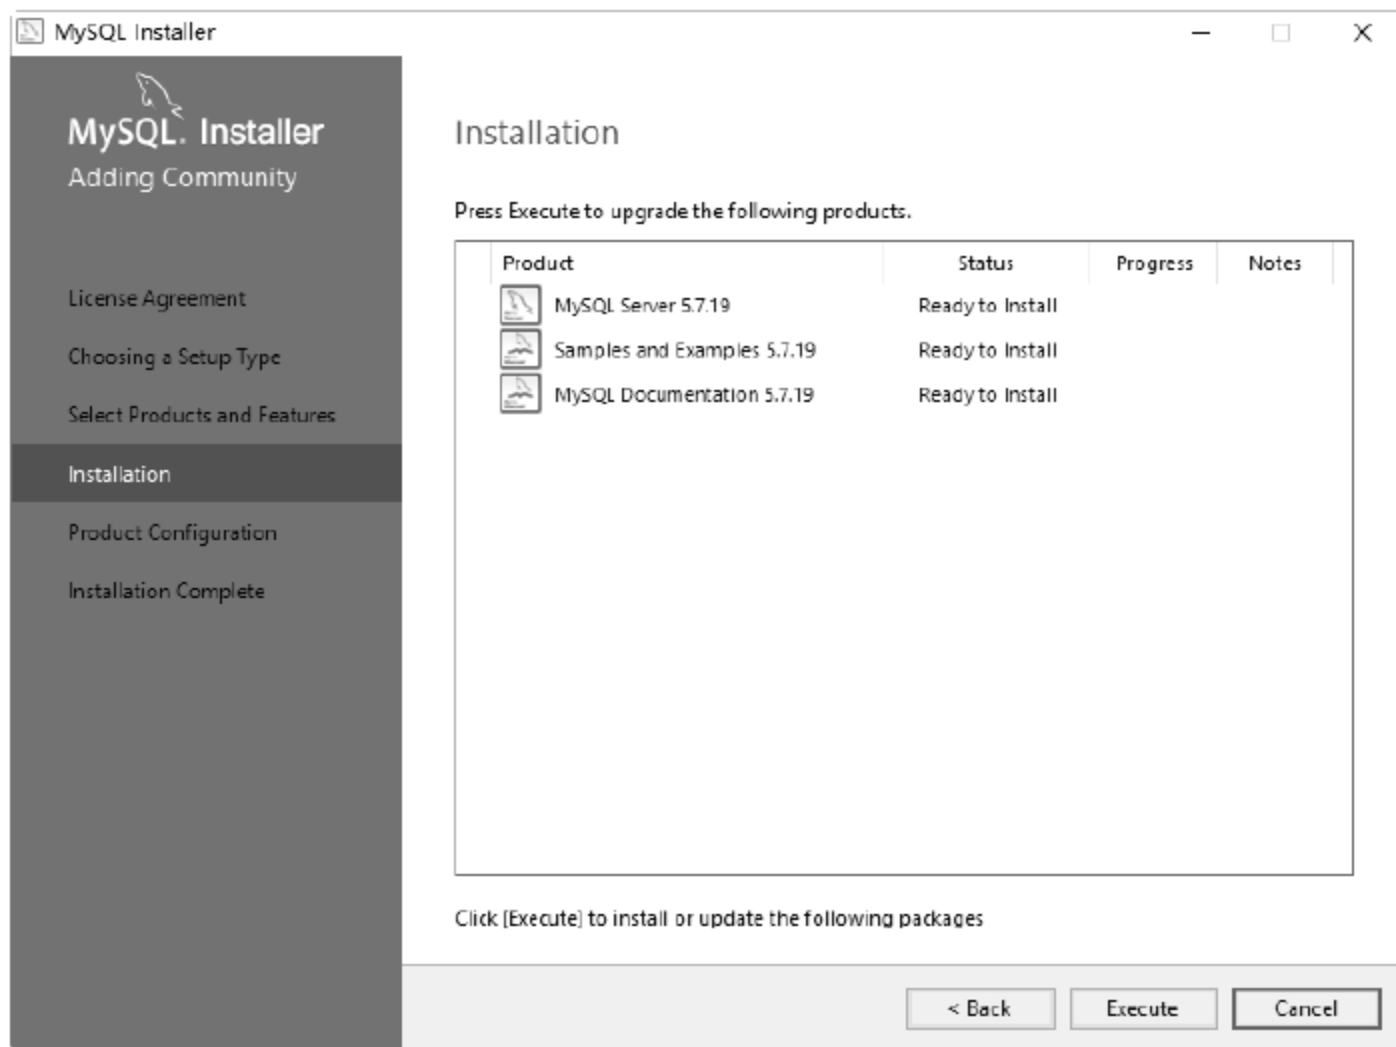 MySQL Installer
MySQL. Installer
Adding Community
License Agreement
Choosing a Setup Type
Select Products and Features
Installation
Product Configuration
Installation Complete
Installation
Press Execute to upgrade the following products.
Product Status Progress Notes
MySQL Server 5.7.19 Ready to Install
Samples and Examples 5.7.19 Ready to Install
MySQL Documentation 5.7.19 Ready to Install
Click [Execute] to install or update the following packages
< Back Execute Cancel